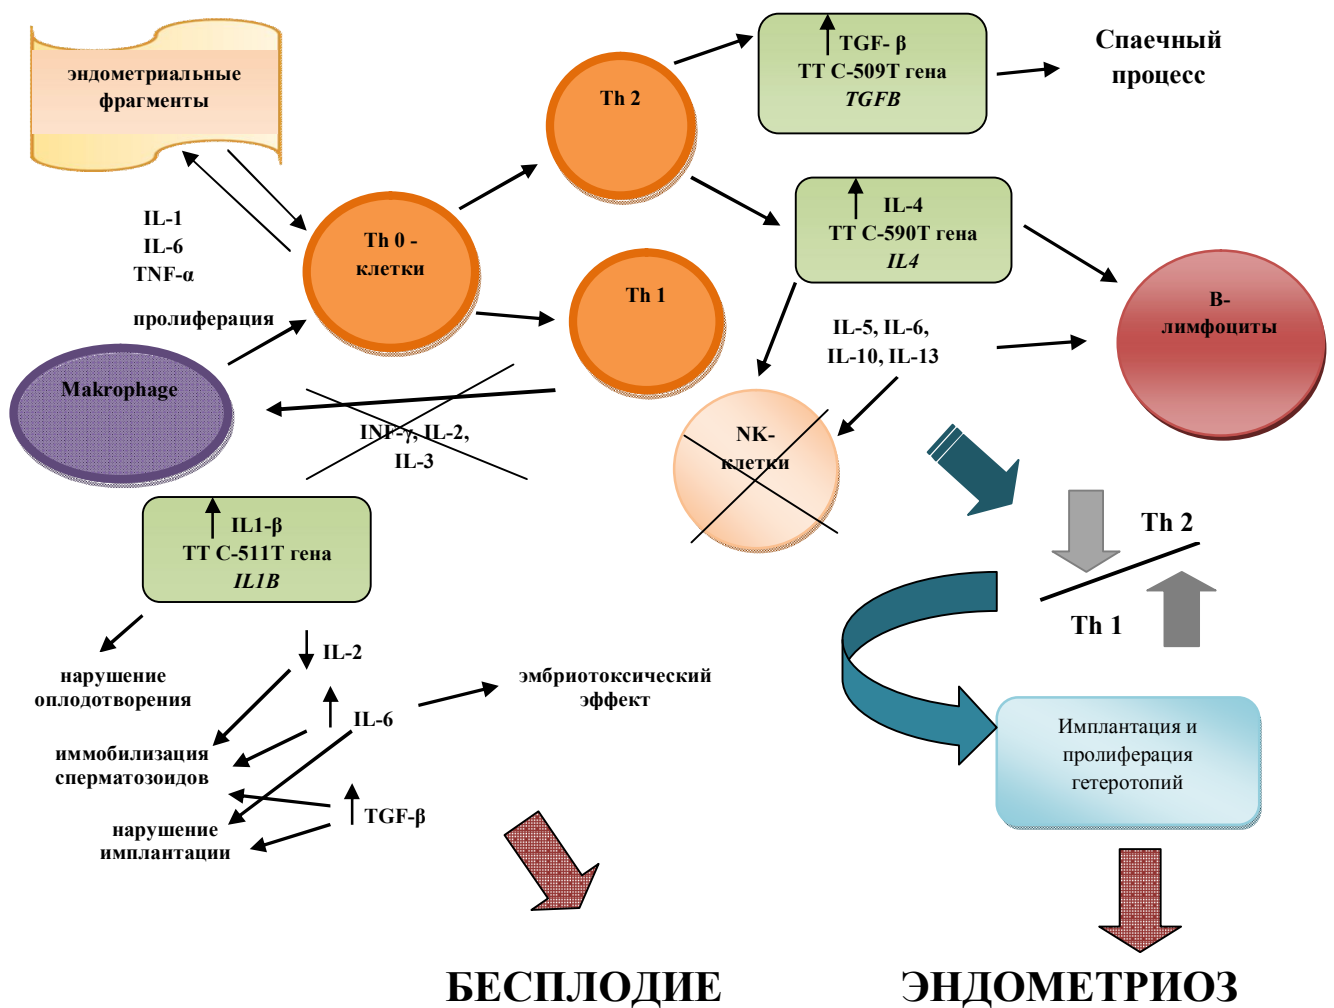 эндометриальные
фрагменты
Th 2
TGF- β
ТТ С-509Т гена
TGFB
Спаечный
процесс
IL-1
IL-6
TNF-α
Th 0 -
клетки
IL-4
ТТ С-590Т гена
IL4
Th 1
В-
лимфоциты
пролиферация
IL-5, IL-6,
IL-10, IL-13
Makrophage
INF-γ, IL-2,
IL-3
NK-
клетки
IL1-β
ТТ С-511Т гена
IL1B
Th 2
Th 1
IL-2
нарушение
оплодотворения
эмбриотоксический
эффект
IL-6
иммобилизация
сперматозоидов
TGF-β
нарушение
имплантации
Имплантация и
пролиферация
гетеротопий
БЕСПЛОДИЕ
ЭНДОМЕТРИОЗ